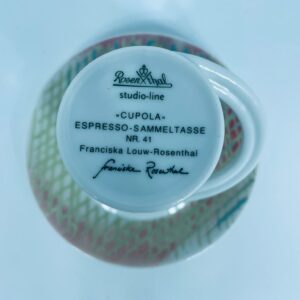 Rosenthal
studio-line
»CUPOLA«
ESPRESSO-SAMMELTASSE
NR. 41
Franciska Louw-Rosenthal
franciska Rosenthal